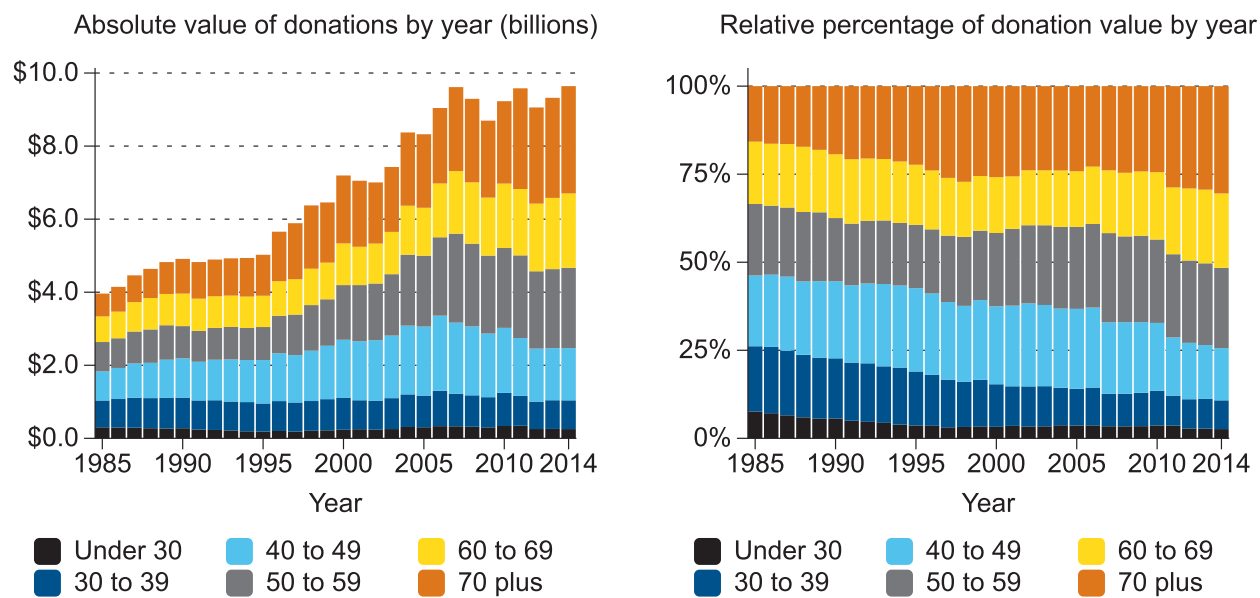 Absolute value of donations by year (billions)
$10.0
$8.0
$6.0
$4.0
$2.0
$0.0
1985 1990 1995 2000 2005 2010 2014
Year
Under 30 40 to 49 60 to 69
30 to 39 50 to 59 70 plus
Relative percentage of donation value by year
100%
75%
50%
25%
0%
1985 1990 1995 2000 2005 2010 2014
Year
Under 30 40 to 49 60 to 69
30 to 39 50 to 59 70 plus